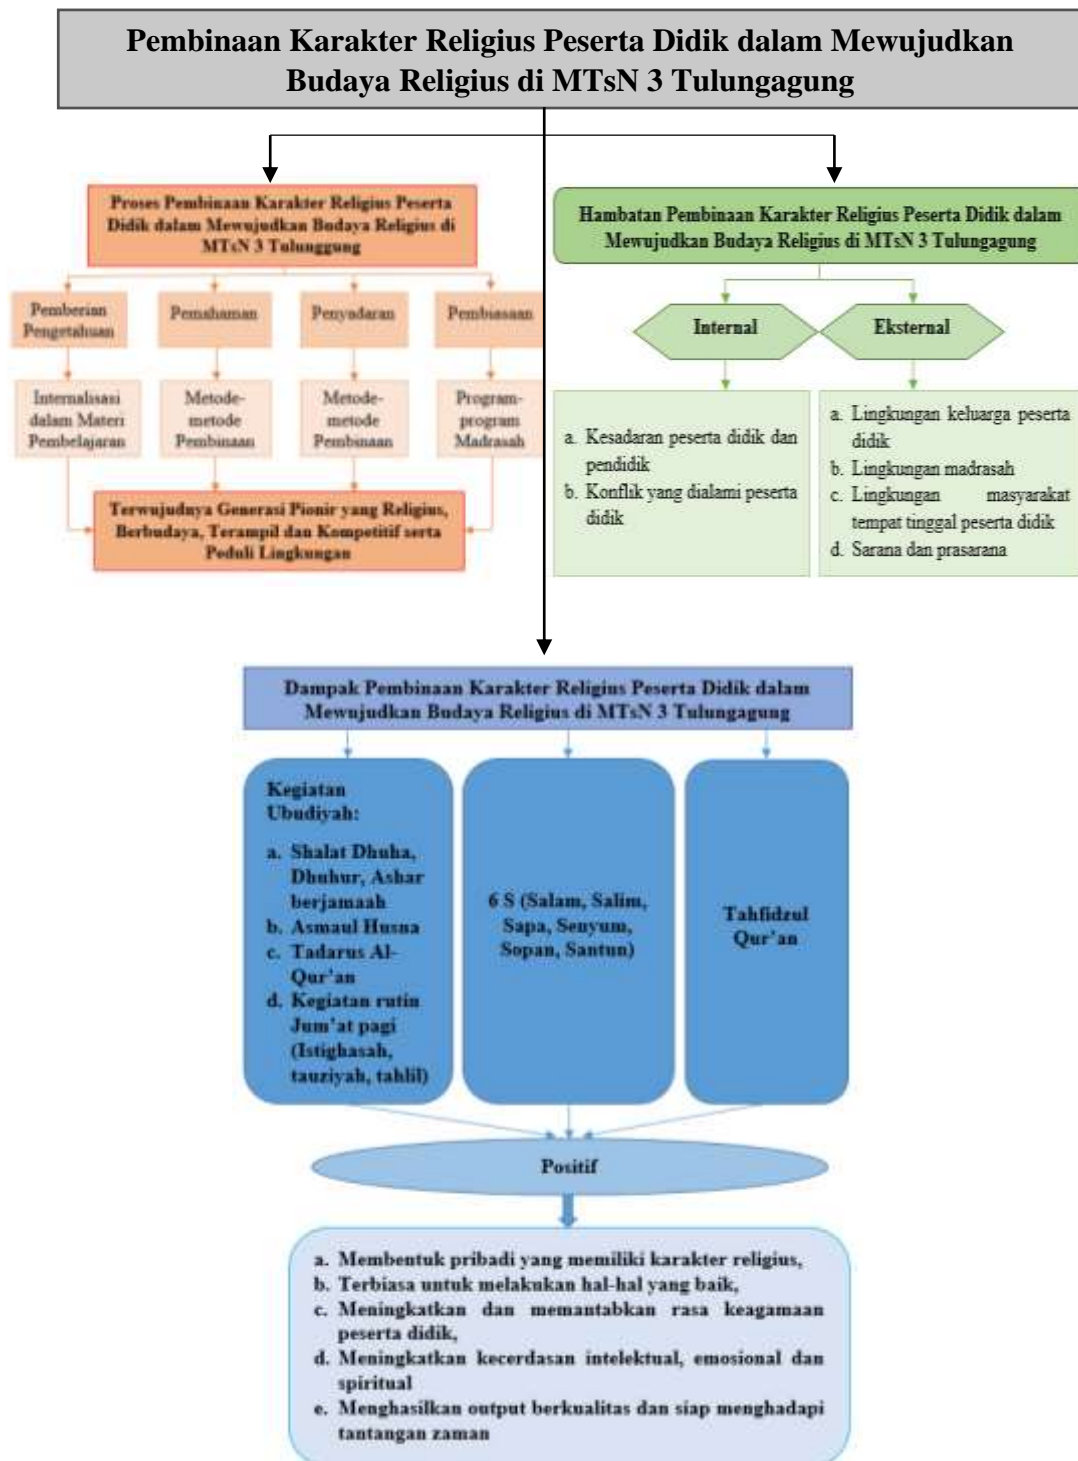 Pembinaan Karakter Religius Peserta Didik dalam Mewujudkan
Budaya Religius di MTsN 3 Tulungagung
Proses Pembinaan Karakter Religius Peserta
Didik dalam Mewujudkan Budaya Religius di
MTsN 3 Tulunggung
Pemberian
Pengetahuan
Pemahaman
Penyadaran
Pembiasaan
Internalisasi
dalam Materi
Pembelajaran
Metode-
metode
Pembinaan
Metode-
metode
Pembinaan
Program-
program
Madrasah
Terwujudnya Generasi Pionir yang Religius,
Berbudaya, Terampil dan Kompetitif serta
Peduli Lingkungan
Hambatan Pembinaan Karakter Religius Peserta Didik dalam
Mewujudkan Budaya Religius di MTsN 3 Tulungagung
Internal
Eksternal
a. Kesadaran peserta didik dan
pendidik
b. Konflik yang dialami peserta
didik
a. Lingkungan keluarga peserta
didik
b. Lingkungan madrasah
c. Lingkungan masyarakat
tempat tinggal peserta didik
d. Sarana dan prasarana
Dampak Pembinaan Karakter Religius Peserta Didik dalam
Mewujudkan Budaya Religius di MTsN 3 Tulungagung
Kegiatan
Ubudiyah:
a. Shalat Dhuha,
Dhuhur, Ashar
berjamaah
b. Asmaul Husna
c. Tadarus Al-
Qur'an
d. Kegiatan rutin
Jum'at pagi
(Istighasah,
tauziyah, tahlil)
6 S (Salam, Salim,
Sapa, Senyum,
Sopan, Santun)
Tahfidzul
Qur'an
Positif
a. Membentuk pribadi yang memiliki karakter religius,
b. Terbiasa untuk melakukan hal-hal yang baik,
c. Meningkatkan dan memantabkan rasa keagamaan
peserta didik,
d. Meningkatkan kecerdasan intelektual, emosional dan
spiritual
e. Menghasilkan output berkualitas dan siap menghadapi
tantangan zaman